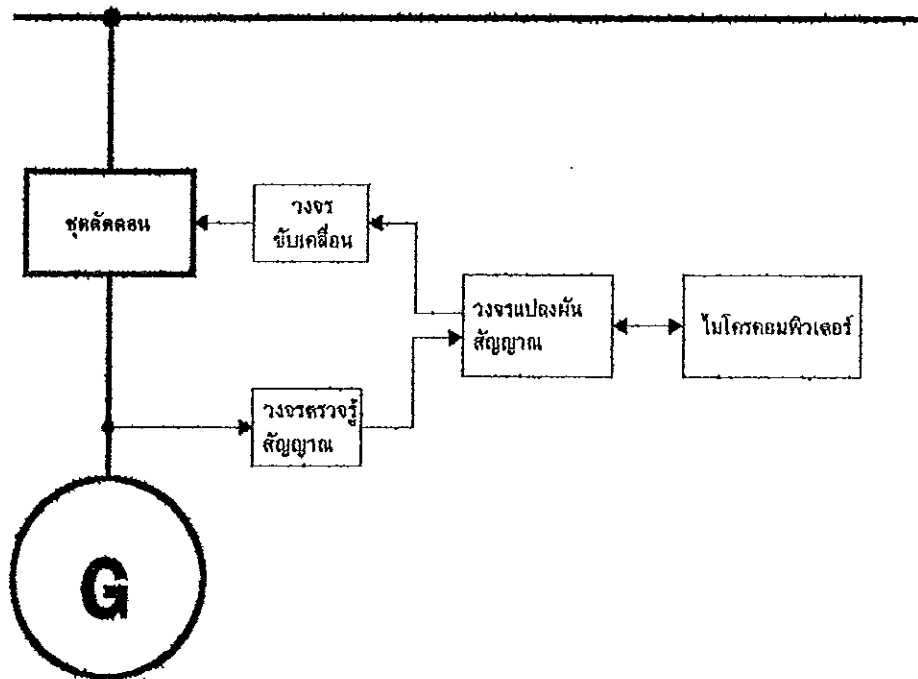 ชุดตัดตอน
วงจร
ขับเคลื่อน
วงจรแปลงผัน
สัญญาณ
ไมโครคอมพิวเตอร์
วงจรตรวจรู้
สัญญาณ
G